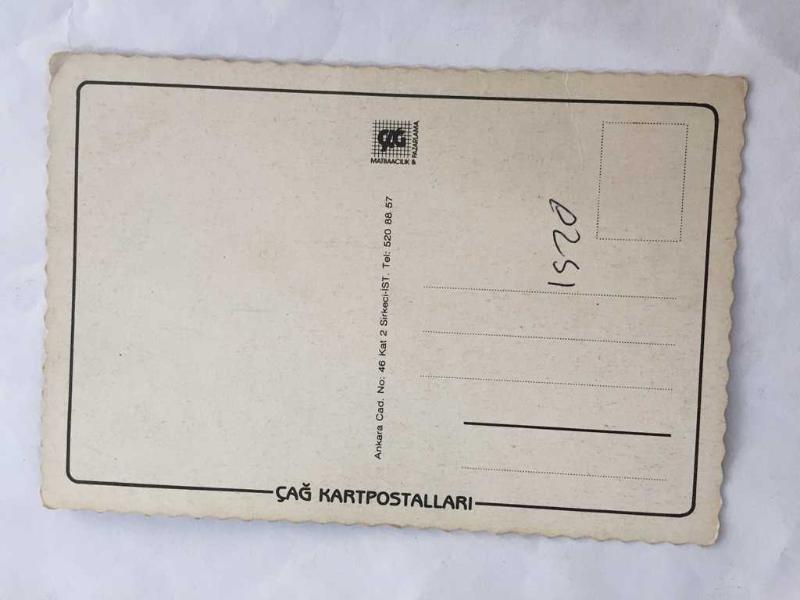 ÇAĞ
MATBAACILIK &
PAZARLAMA
Ankara Cad. No: 46 Kat 2 Sirkeci-İST. Tel: 520 88 57
1520
ÇAĞ KARTPOSTALLARI